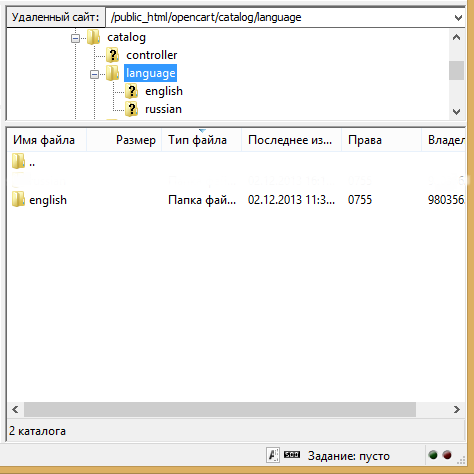 Удаленный сайт: /public_html/opencart/catalog/language
catalog
controller
language
english
russian
Имя файла Размер Тип файла Последнее из... Права Владел
..
english Папка фай... 02.12.2013 11:3... 0755 980356
2 каталога
Задание: пусто